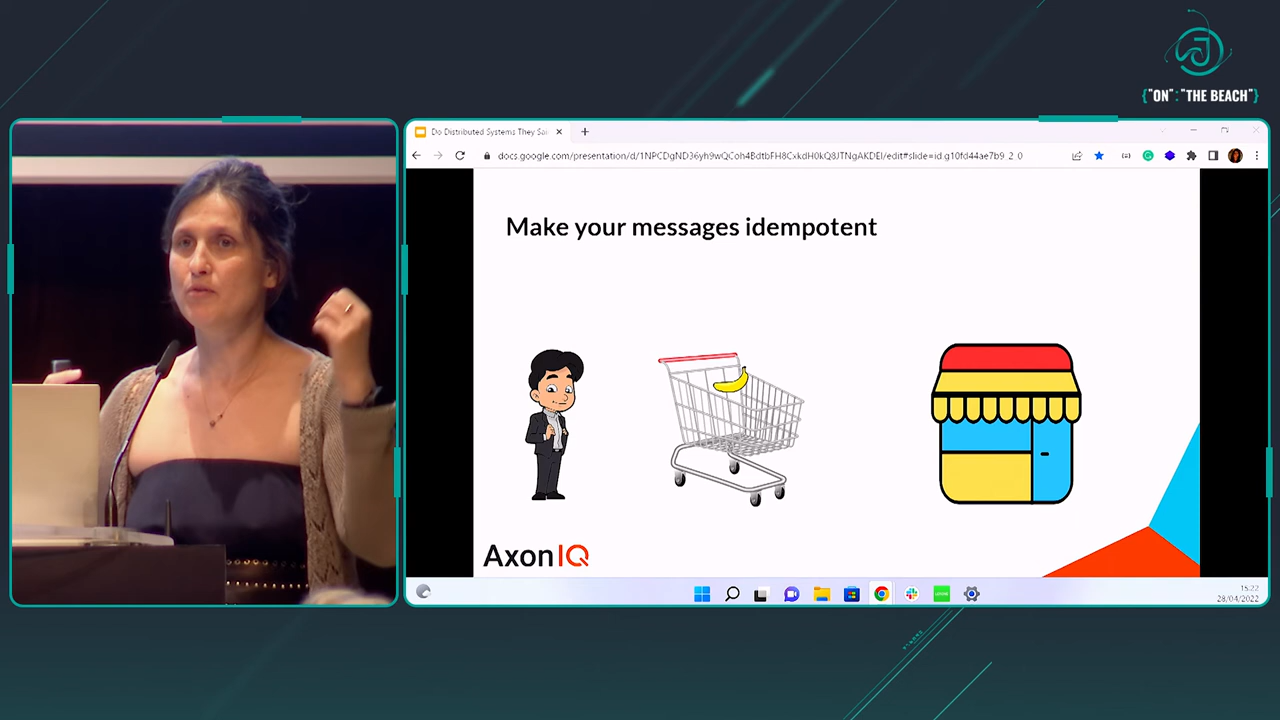 {"ON":"THE BEACH"}
Do Distributed Systems They Sai
docs.google.com/presentation/d/1NPCDgND36yh9wQCoh4BdtbFH8CxkdH0kQ8JTNgAKDEI/edit#slide=id.g10fd44ae7b9_2_0
Make your messages idempotent
AxonIQ
15:22
28/04/2022